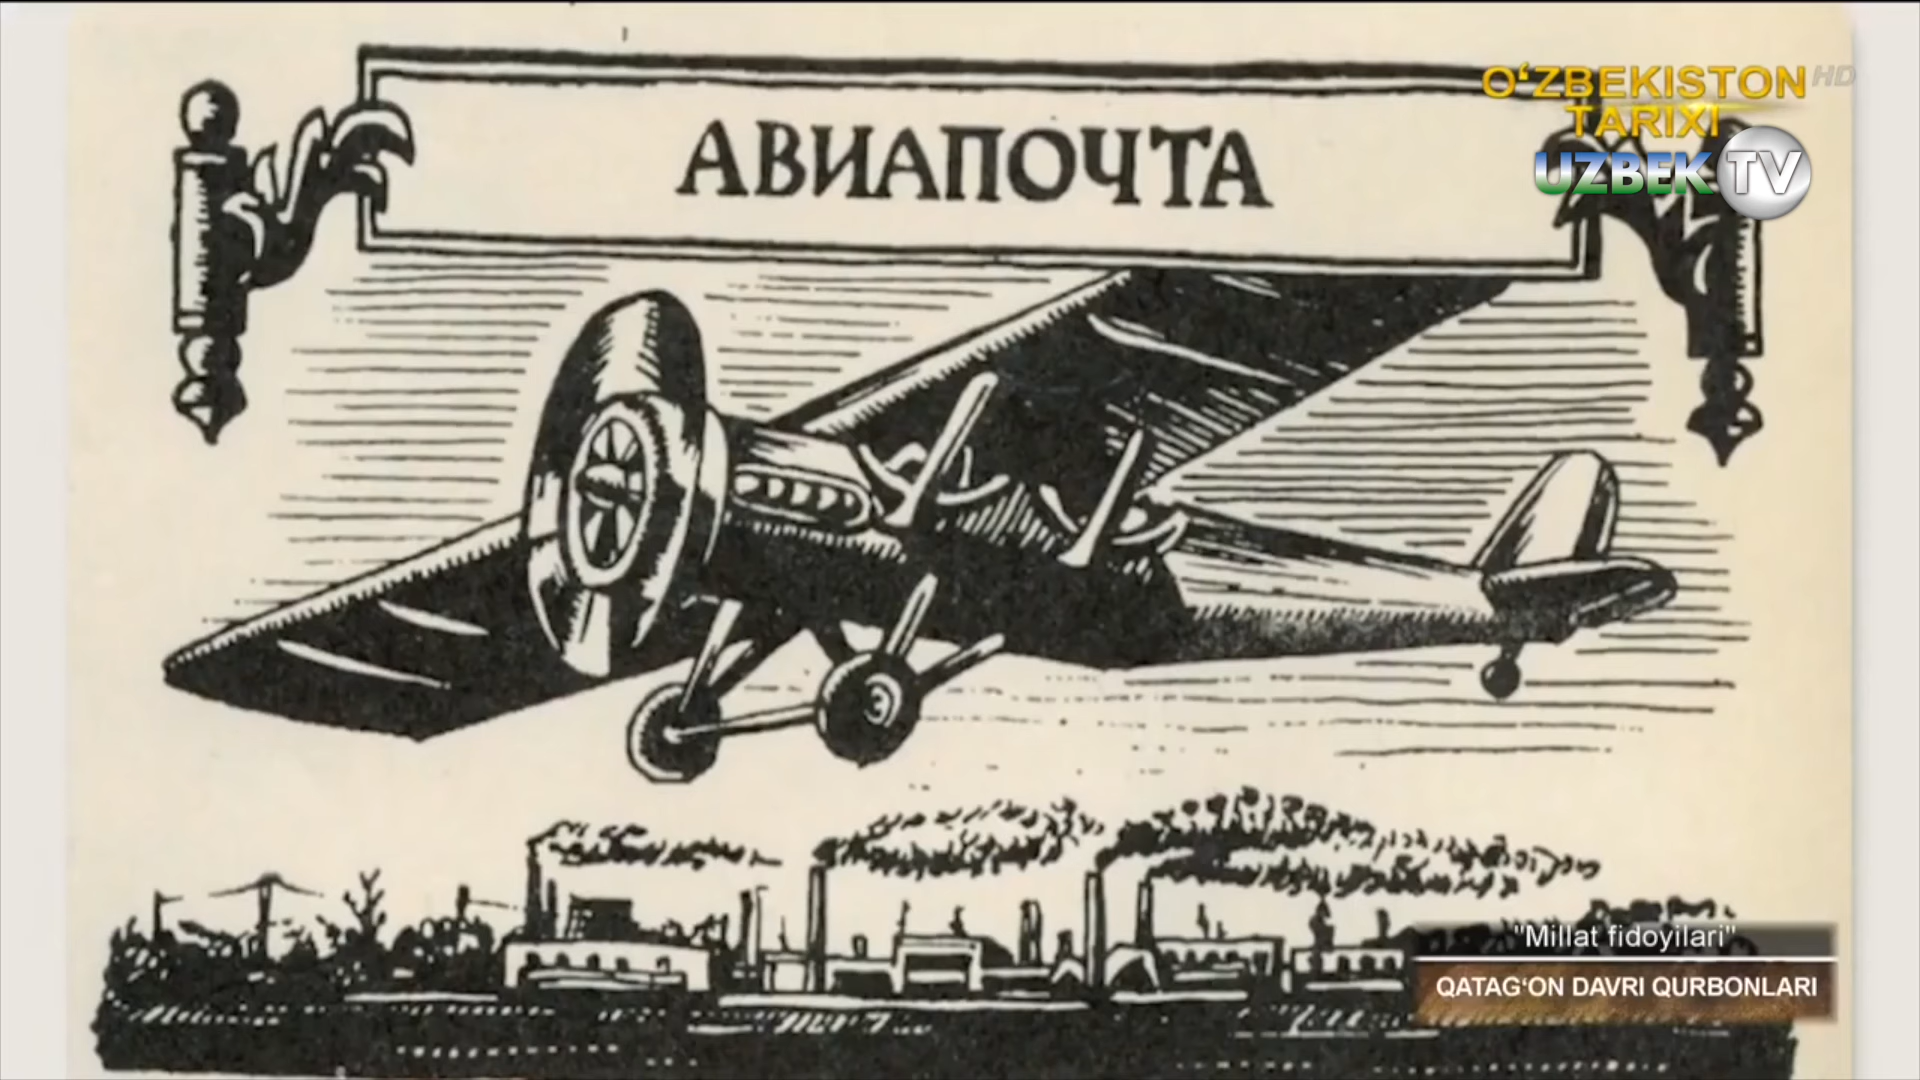 АВИАПОЧТА
O‘ZBEKISTON HD
TARIXI
UZBEK TV
"Millat fidoyilari"
QATAG‘ON DAVRI QURBONLARI